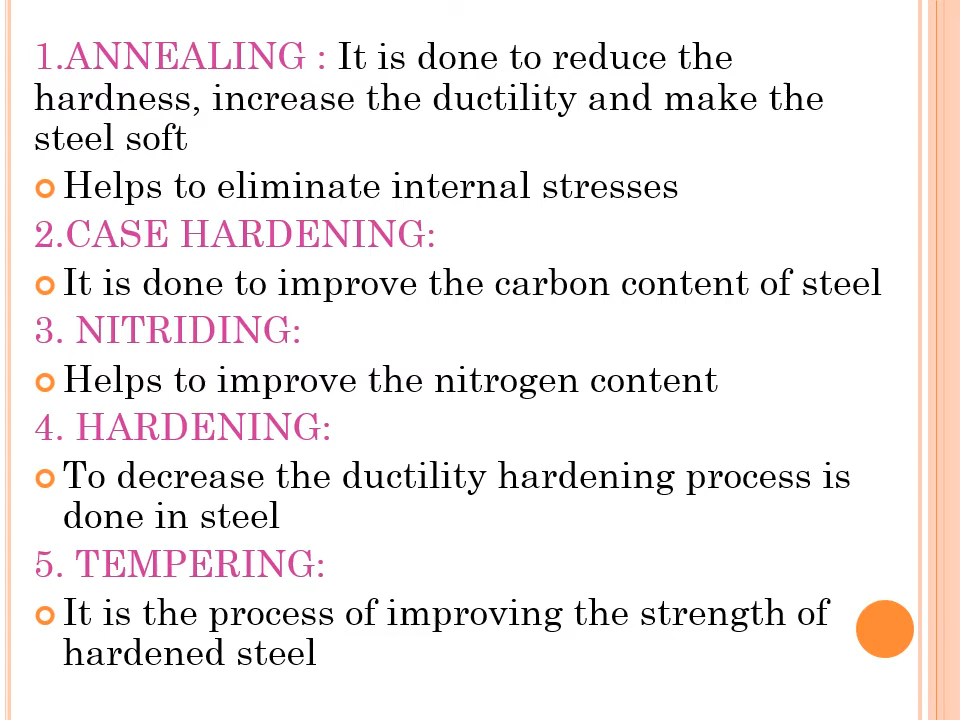 1.ANNEALING : It is done to reduce the
hardness, increase the ductility and make the
steel soft
Helps to eliminate internal stresses
2.CASE HARDENING:
It is done to improve the carbon content of steel
3. NITRIDING:
Helps to improve the nitrogen content
4. HARDENING:
To decrease the ductility hardening process is
done in steel
5. TEMPERING:
It is the process of improving the strength of
hardened steel